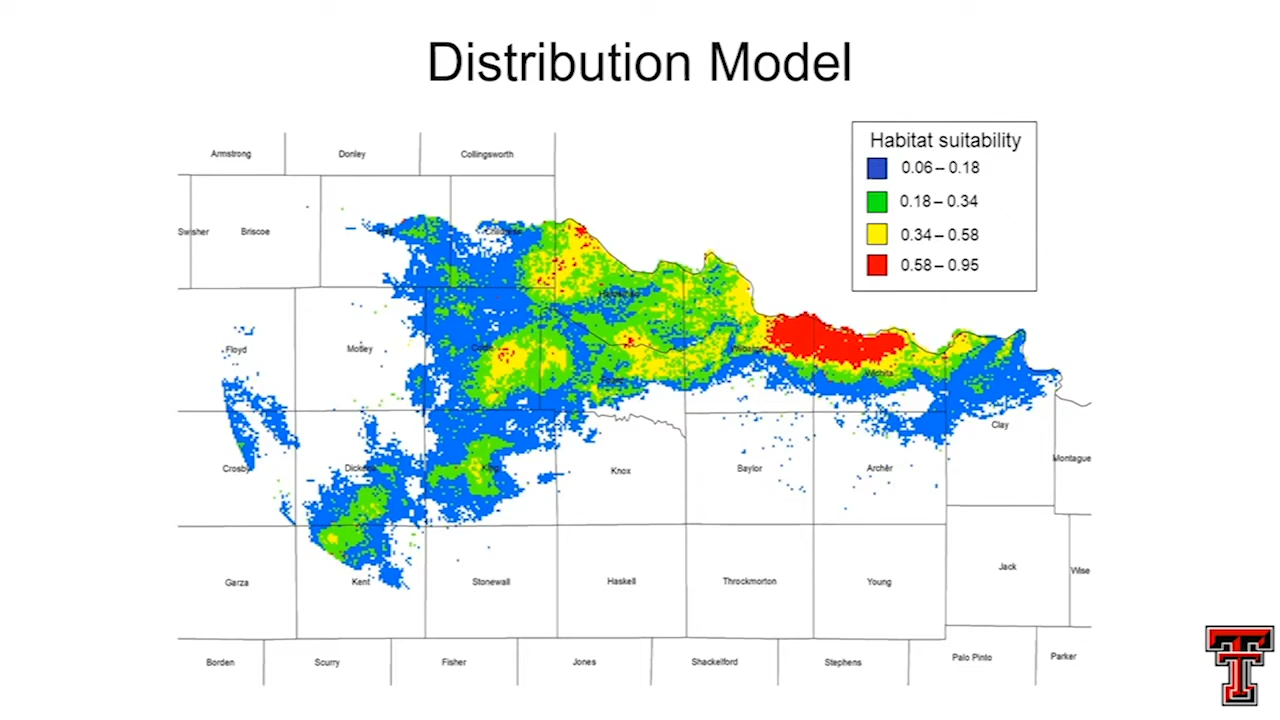 Distribution Model
Habitat suitability
0.06 – 0.18
0.18 – 0.34
0.34 – 0.58
0.58 – 0.95
Armstrong
Donley
Collingsworth
Swisher
Briscoe
Floyd
Motley
Wichita
Clay
Crosby
King
Knox
Baylor
Archer
Montague
Garza
Kent
Stonewall
Haskell
Throckmorton
Young
Jack
Wise
Borden
Scurry
Fisher
Jones
Shackelford
Stephens
Palo Pinto
Parker